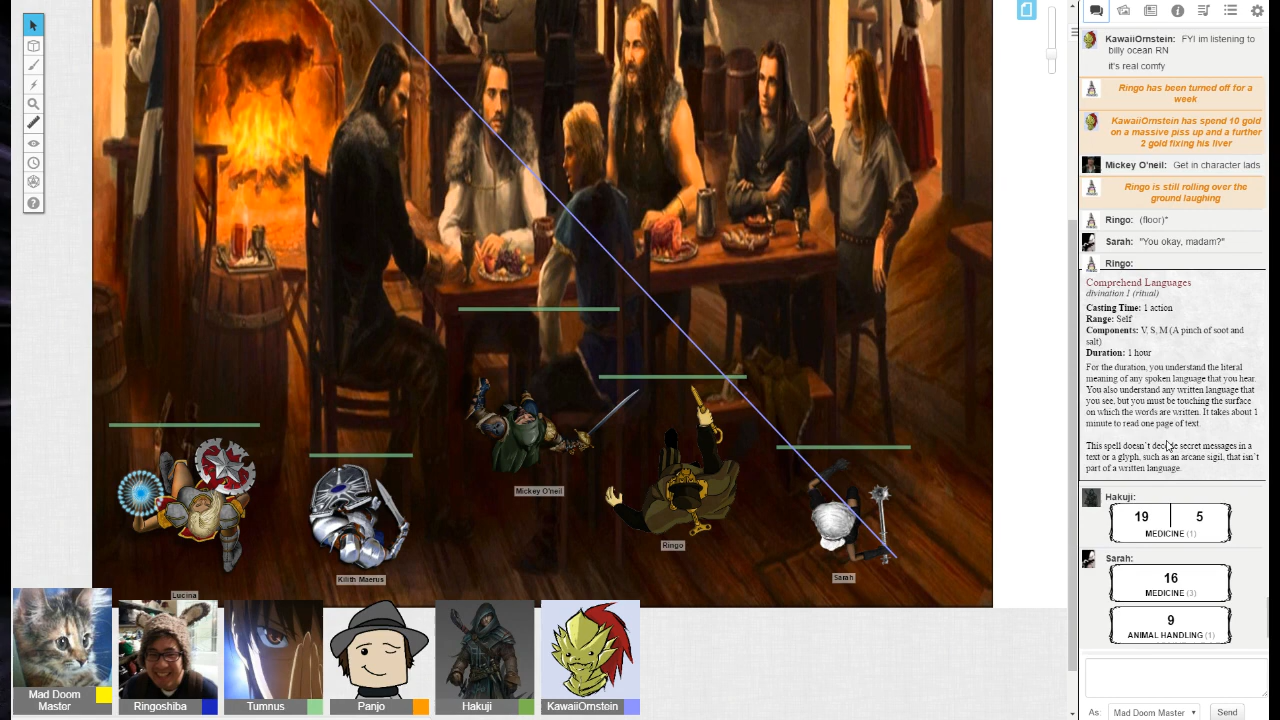 KawaiiOrnstein: FYI im listening to
billy ocean RN
it's real comfy
Ringo has been turned off for a
week
KawaiiOrnstein has spend 10 gold
on a massive piss up and a further
2 gold fixing his liver
Mickey O'neil: Get in character lads
Ringo is still rolling over the
ground laughing
Ringo: (floor)*
Sarah: "You okay, madam?"
Ringo:
Comprehend Languages
divination 1 (ritual)
Casting Time: 1 action
Range: Self
Components: V, S, M (A pinch of soot and
salt)
Duration: 1 hour
For the duration, you understand the literal
meaning of any spoken language that you hear.
You also understand any written language that
you see, but you must be touching the surface
on which the words are written. It takes about 1
minute to read one page of text.
This spell doesn't decode secret messages in a
text or a glyph, such as an arcane sigil, that isn't
part of a written language.
Hakuji:
19 5
MEDICINE (1)
Sarah:
16
MEDICINE (3)
9
ANIMAL HANDLING (1)
As: Mad Doom Master Send
Mickey O'neil
Ringo
Sarah
Kilith Maerus
Lucina
Mad Doom
Master
Ringoshiba
Tumnus
Panjo
Hakuji
KawaiiOrnstein